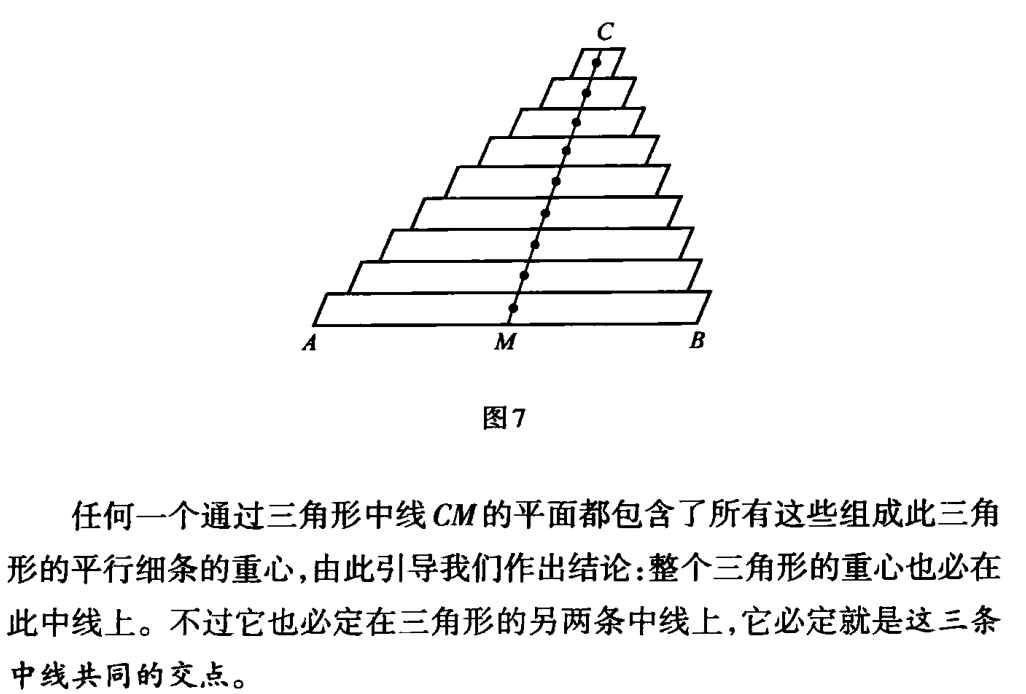 C
A
M
B
图7
任何一个通过三角形中线CM的平面都包含了所有这些组成此三角
形的平行细条的重心,由此引导我们作出结论:整个三角形的重心也必在
此中线上。不过它也必定在三角形的另两条中线上,它必定就是这三条
中线共同的交点。